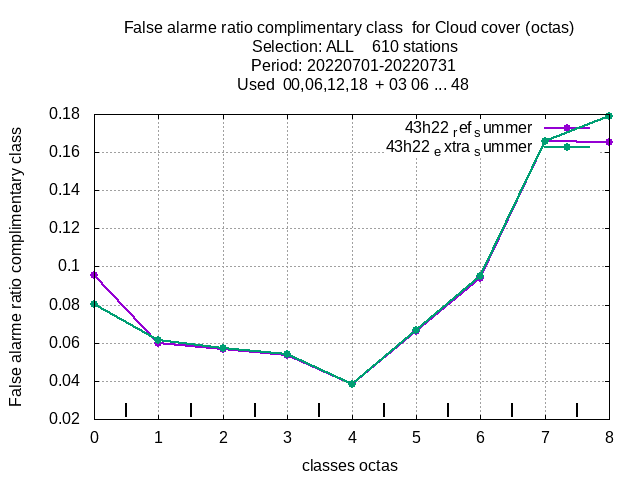 False alarme ratio complimentary class  for Cloud cover (octas)
Selection: ALL    610 stations
Period: 20220701-20220731
Used  00,06,12,18  + 03 06 ... 48
43h22 ref summer
43h22 extra summer
False alarme ratio complimentary class
0.18
0.16
0.14
0.12
0.1
0.08
0.06
0.04
0.02
0 1 2 3 4 5 6 7 8
classes octas